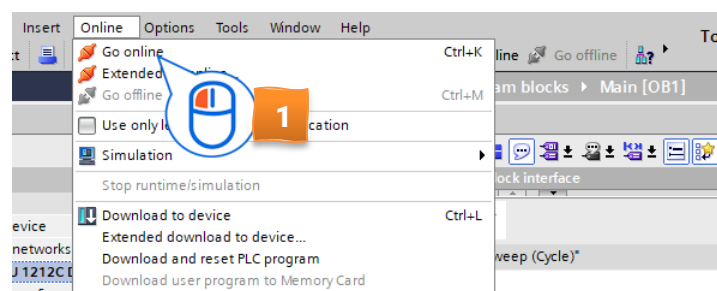 Insert Online Options Tools Window Help
To
Go online Ctrl+K
line Go offline
Extended
Go offline Ctrl+M
am blocks Main [OB1]
1
Use only cation
Simulation
lock interface
Stop runtime/simulation
evice
Download to device Ctrl+L
networks
Extended download to device...
Download and reset PLC program
weep (Cycle)"
J 1212C
Download user program to Memory Card